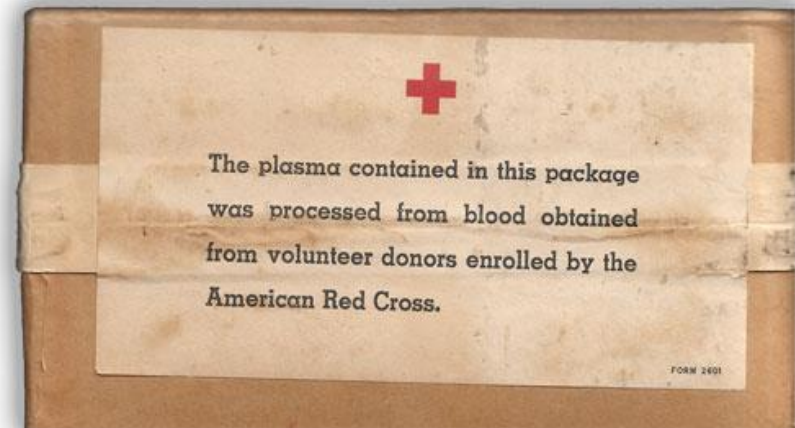 The plasma contained in this package
was processed from blood obtained
from volunteer donors enrolled by the
American Red Cross.
FORM 2601